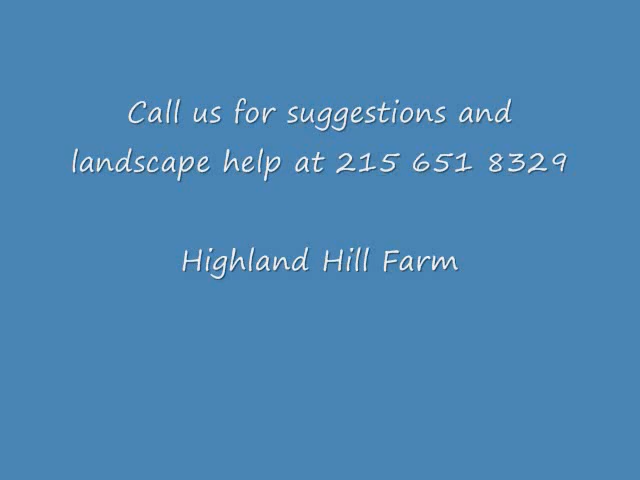 Call us for suggestions and
landscape help at 215 651 8329
Highland Hill Farm